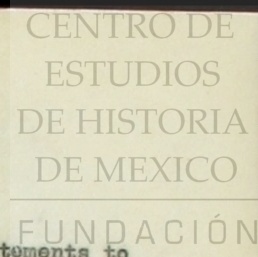 CENTRO DE
ESTUDIOS
DE HISTORIA
DE MEXICO
FUNDACIÓN
tements to